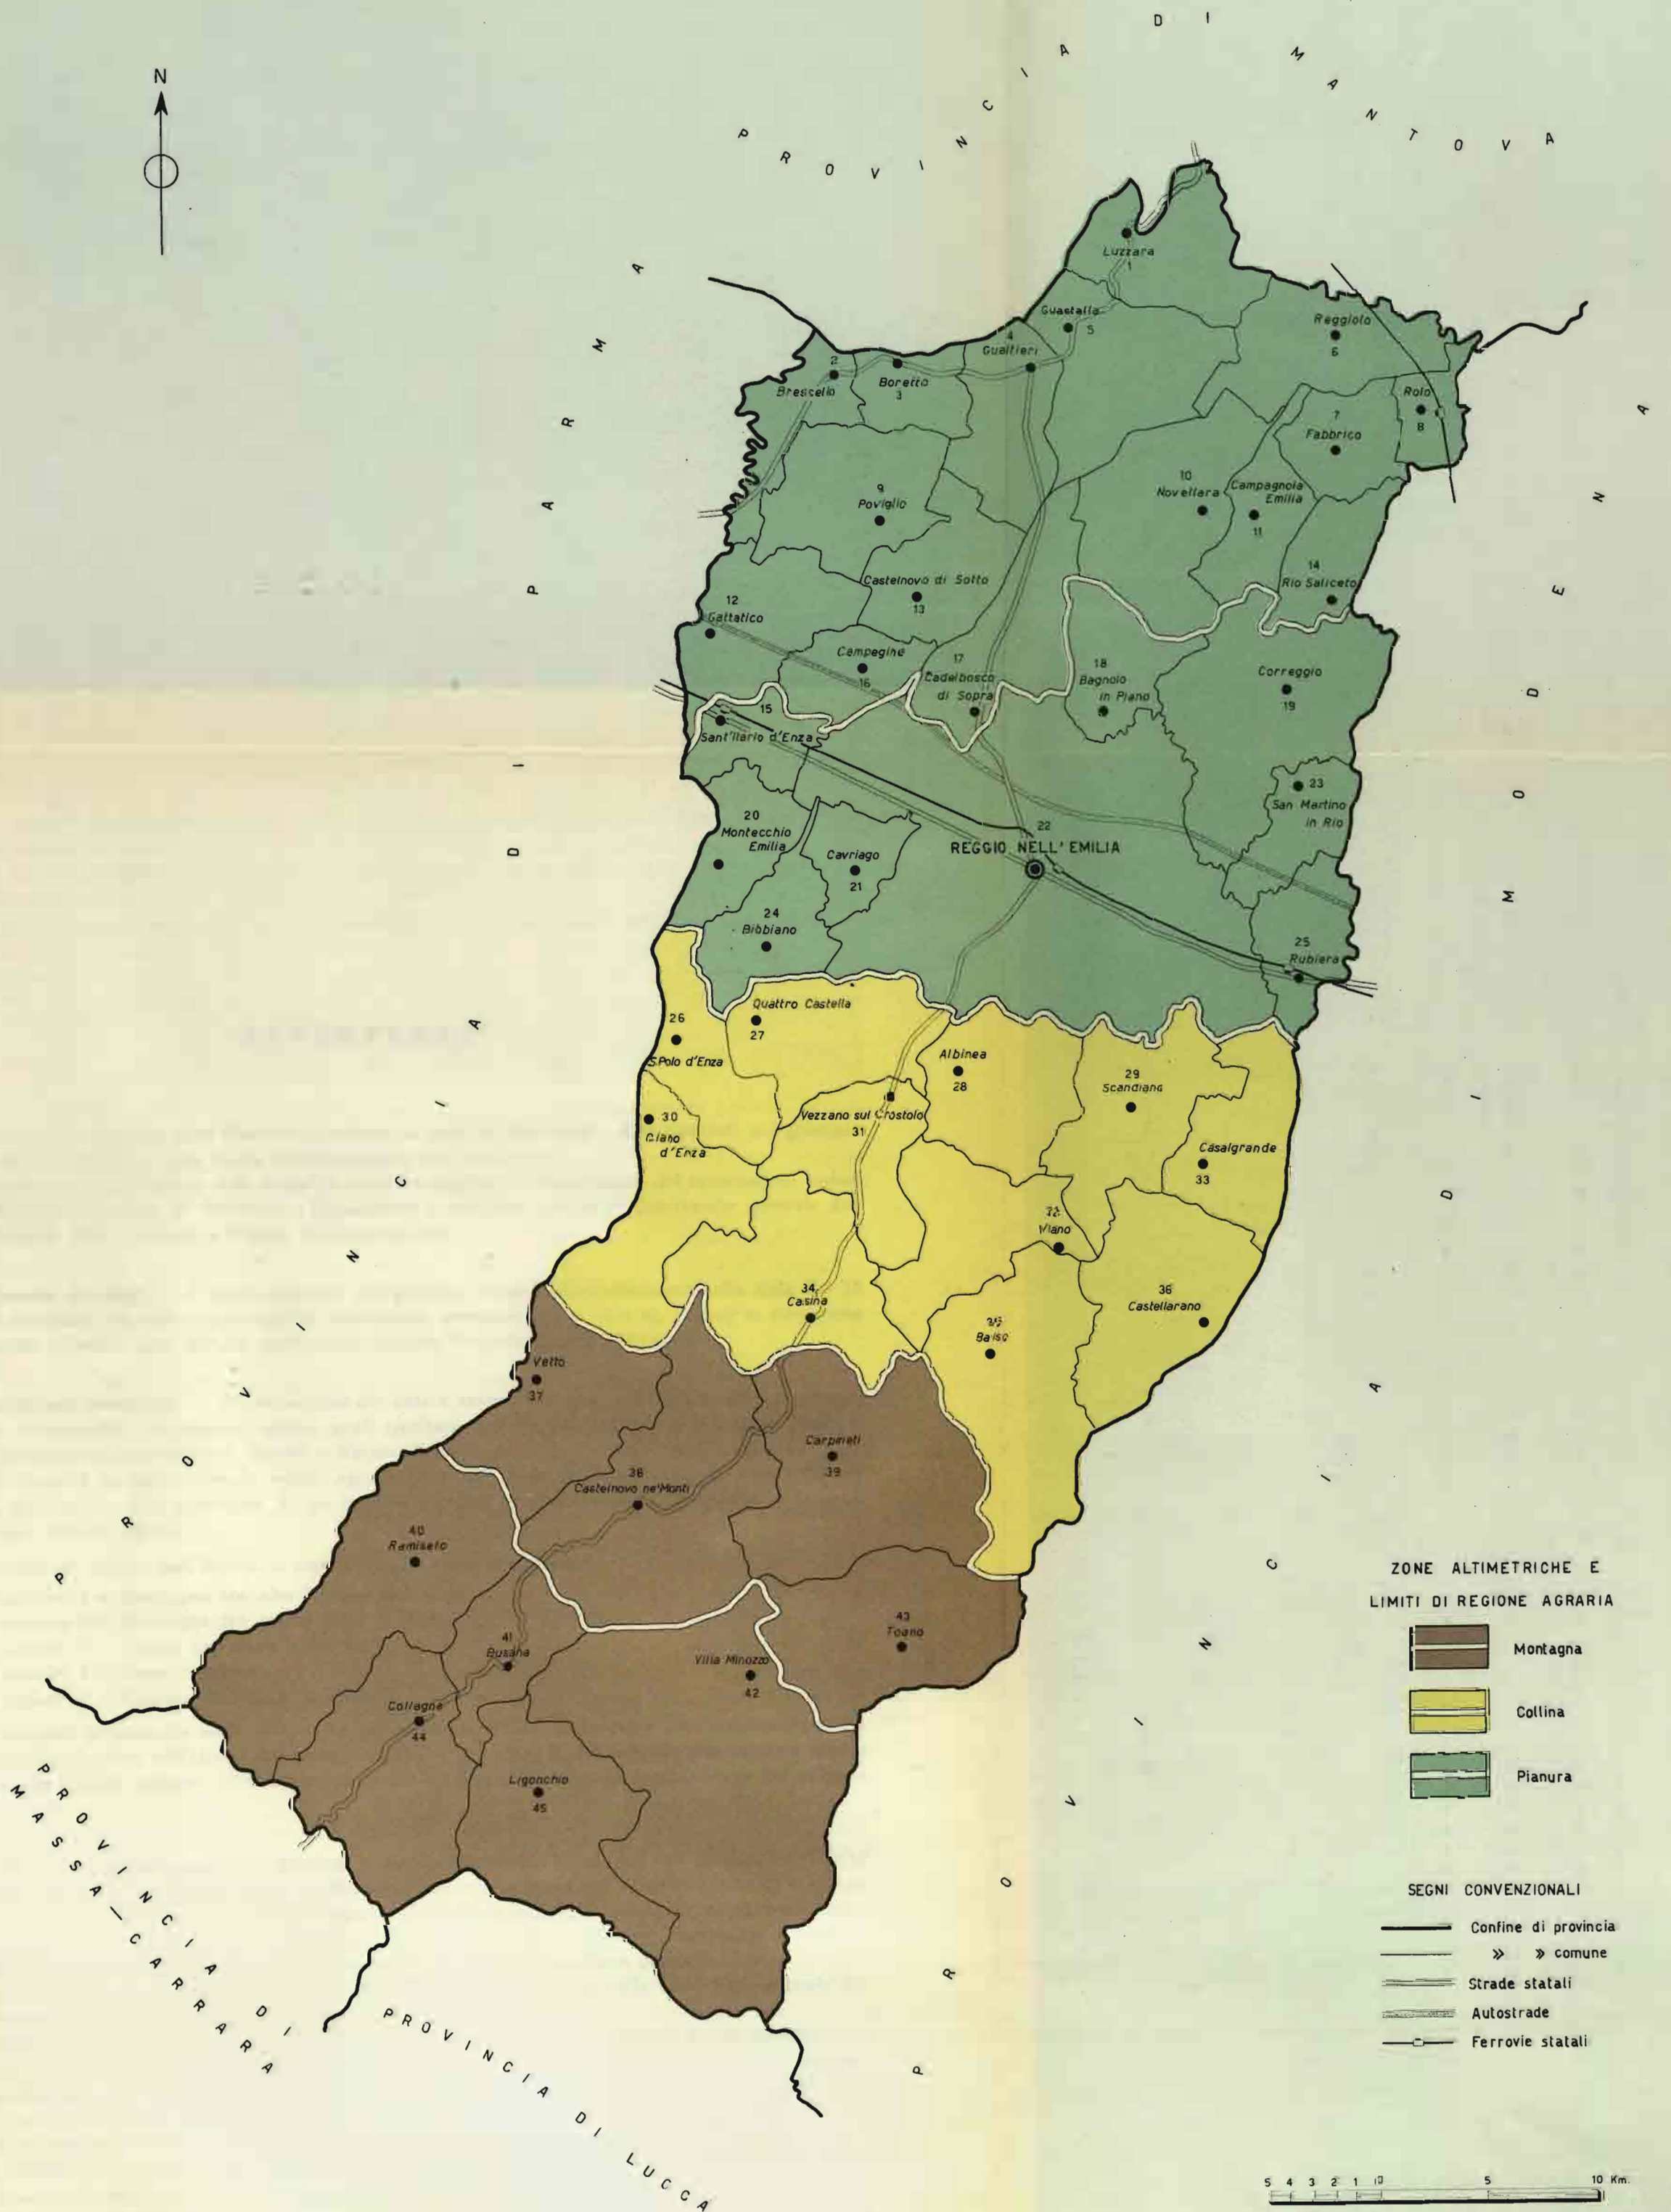 N
PROVINCIA DI MANTOVA
PROVINCIA DI PARMA
PROVINCIA DI MODENA
Luzzara
1
Guastalla
5
4
Gualtieri
Reggiolo
6
2
Brescello
Boretto
3
Rolo
8
7
Fabbrico
9
Poviglio
10
Novellara
Campagnola
Emilia
11
12
Gattatico
Castelnovo di Sotto
13
14
Rio Saliceto
Campegine
16
17
Cadelbosco
di Sopra
18
Bagnolo
in Piano
Correggio
19
15
Sant'Ilario d'Enza
23
San Martino
in Rio
20
Montecchio
Emilia
Cavriago
21
22
REGGIO NELL'EMILIA
24
Bibbiano
25
Rubiera
26
S.Polo d'Enza
Quattro Castella
27
Albinea
28
29
Scandiano
30
Ciano
d'Enza
Vezzano sul Crostolo
31
Casalgrande
33
32
Viano
34
Casina
35
Baiso
36
Castellarano
Vetto
37
38
Castelnovo ne'Monti
Carpineti
39
40
Ramiseto
41
Busana
Villa Minozzo
42
43
Toano
Collagna
44
Ligonchio
45
PROVINCIA DI
MASSA-CARRARA
PROVINCIA DI LUCCA
ZONE ALTIMETRICHE E
LIMITI DI REGIONE AGRARIA
Montagna
Collina
Pianura
SEGNI CONVENZIONALI
Confine di provincia
» » comune
Strade statali
Autostrade
Ferrovie statali
5 4 3 2 1 0 5 10 Km.